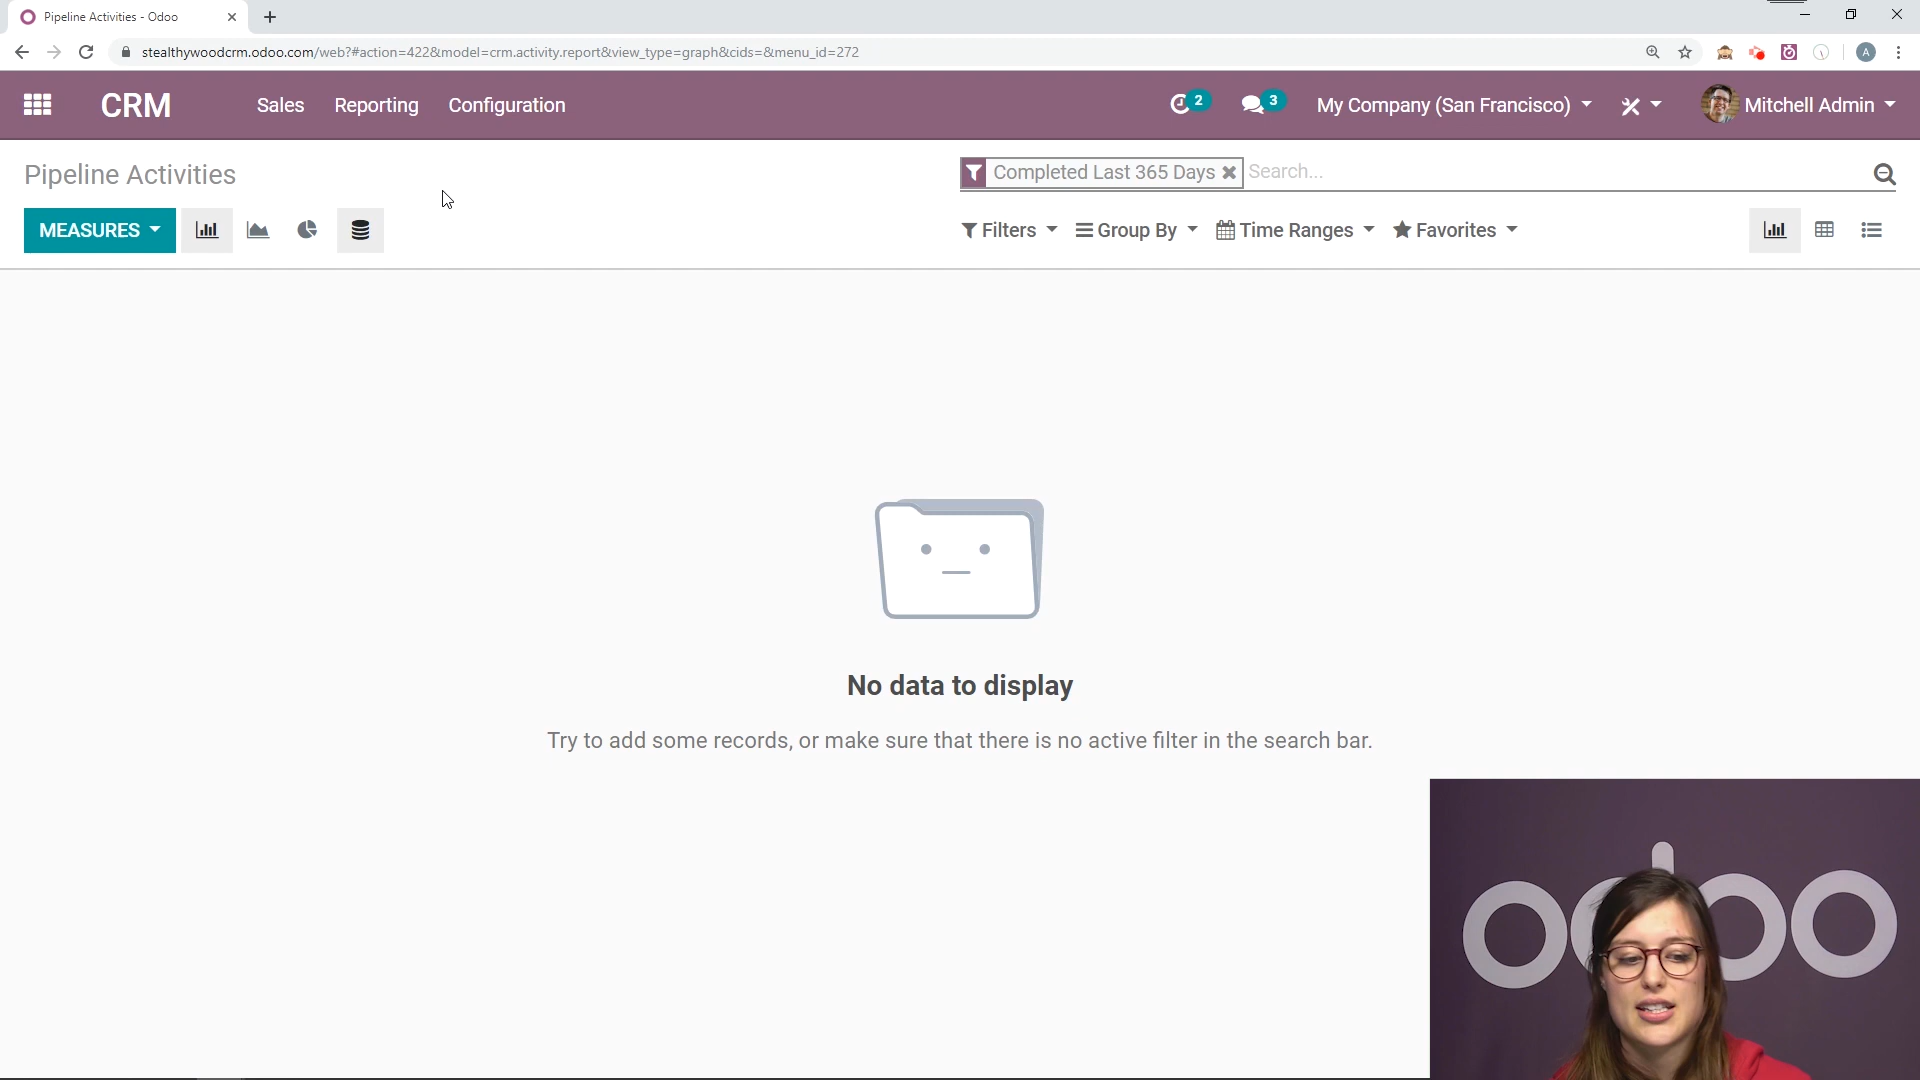 Pipeline Activities - Odoo
stealthywoodcrm.odoo.com/web?#action=422&model=crm.activity.report&view_type=graph&cids=&menu_id=272
A
CRM
Sales
Reporting
Configuration
2
3
My Company (San Francisco)
Mitchell Admin
Pipeline Activities
Completed Last 365 Days
Search...
MEASURES
Filters
Group By
Time Ranges
Favorites
No data to display
Try to add some records, or make sure that there is no active filter in the search bar.
odoo